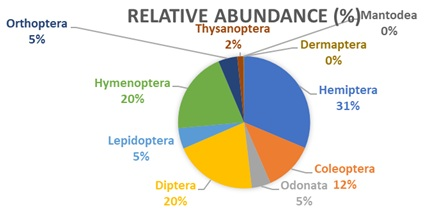 RELATIVE ABUNDANCE (%)
Orthoptera
5%
Thysanoptera
2%
Mantodea
0%
Dermaptera
0%
Hymenoptera
20%
Hemiptera
31%
Lepidoptera
5%
Coleoptera
12%
Diptera
20%
Odonata
5%